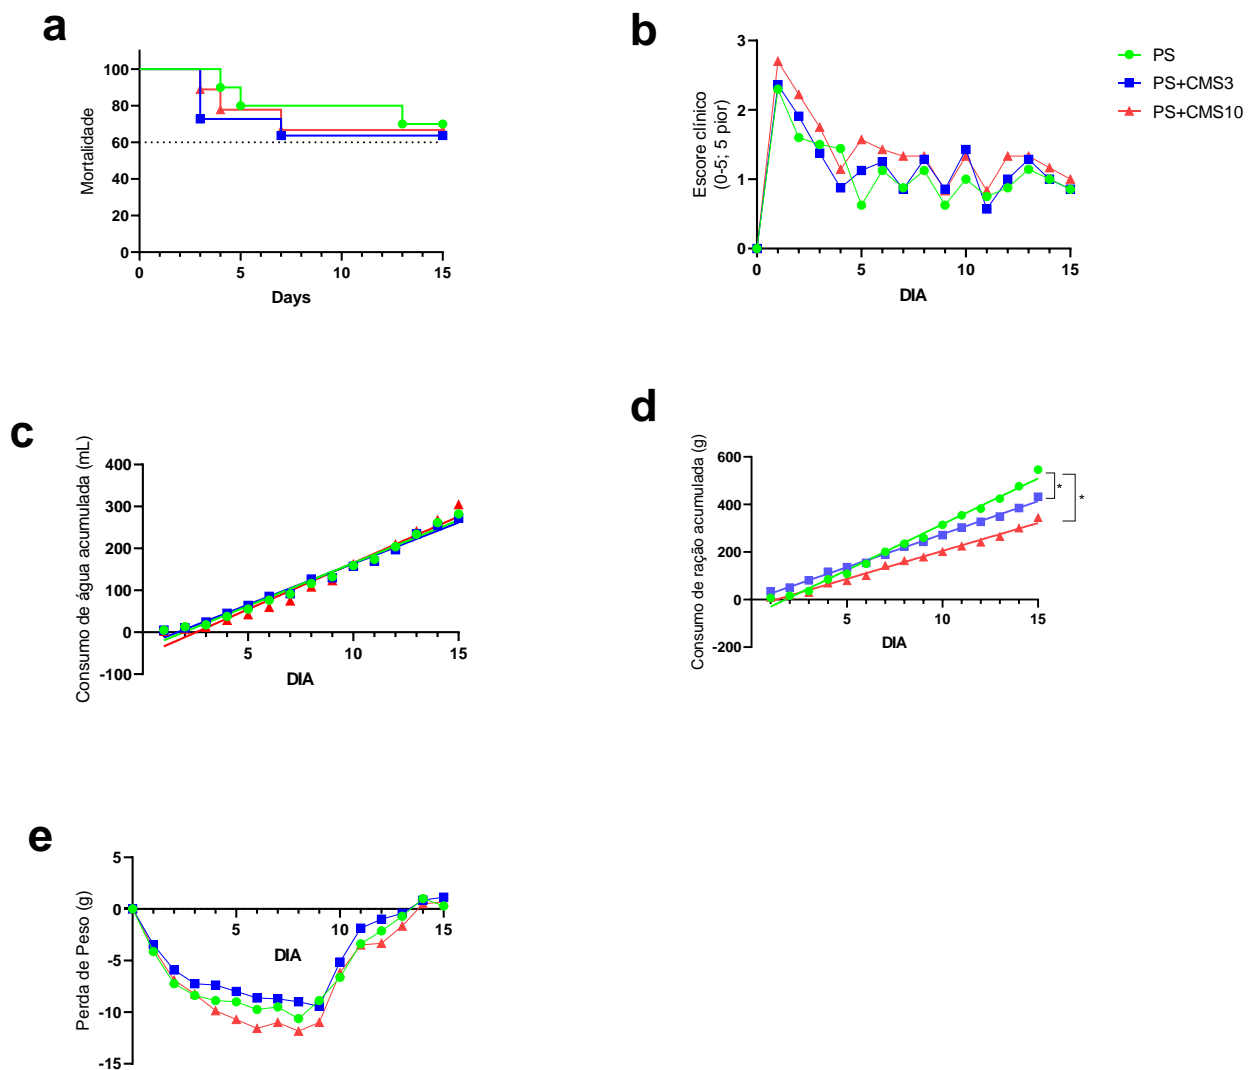 a
Mortalidade
100
80
60
40
20
0
0 5 10 15
Days
b
Escore clínico
(0-5; 5 pior)
3
2
1
0
0 5 10 15
DIA
PS
PS+CMS3
PS+CMS10
c
Consumo de água acumulada (mL)
400
300
200
100
0
-100
5 10 15
DIA
d
Consumo de ração acumulada (g)
600
400
200
0
-200
5 10 15
DIA
*
*
e
Perda de Peso (g)
5
0
-5
-10
-15
5 10 15
DIA